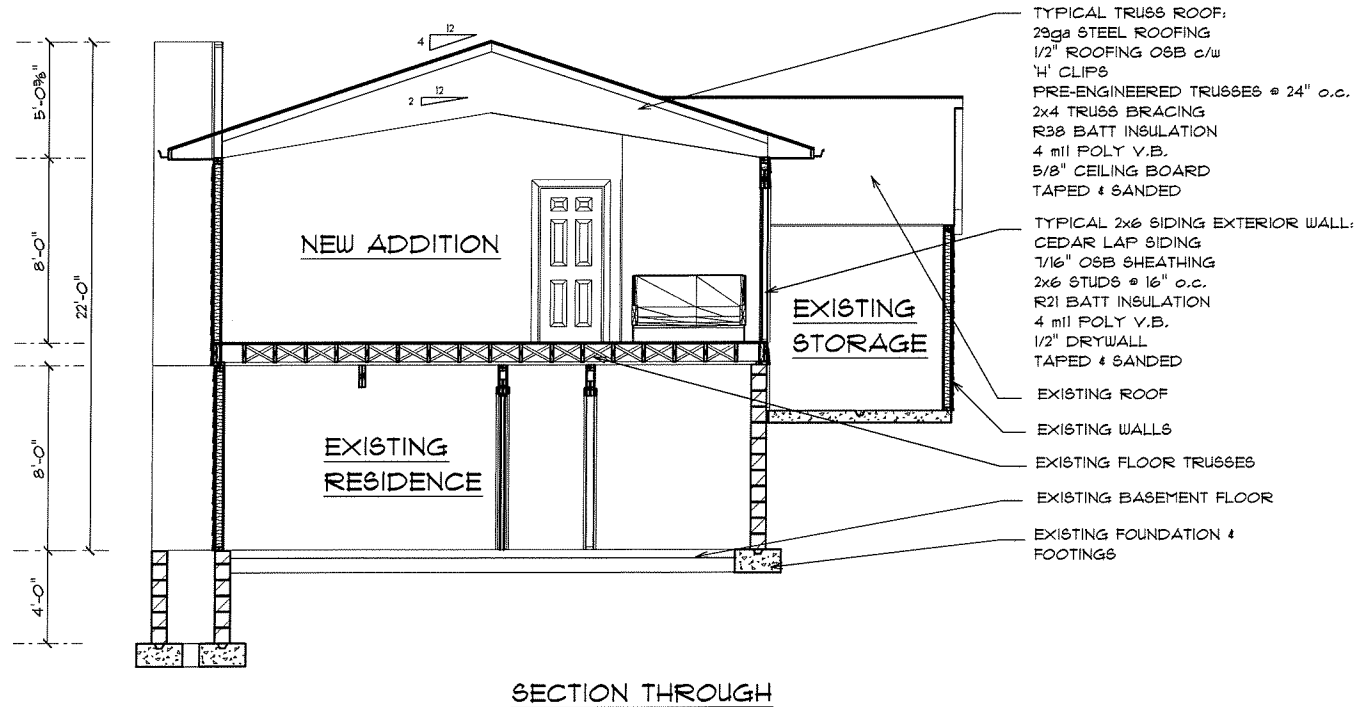 TYPICAL TRUSS ROOF:
29ga STEEL ROOFING
1/2" ROOFING OSB c/w
'H' CLIPS
PRE-ENGINEERED TRUSSES @ 24" o.c.
2x4 TRUSS BRACING
R38 BATT INSULATION
4 mil POLY V.B.
5/8" CEILING BOARD
TAPED & SANDED
TYPICAL 2x6 SIDING EXTERIOR WALL:
CEDAR LAP SIDING
7/16" OSB SHEATHING
2x6 STUDS @ 16" o.c.
R21 BATT INSULATION
4 mil POLY V.B.
1/2" DRYWALL
TAPED & SANDED
EXISTING ROOF
EXISTING WALLS
EXISTING FLOOR TRUSSES
EXISTING BASEMENT FLOOR
EXISTING FOUNDATION &
FOOTINGS
12
4
12
2
5'-0⅝"
8'-0"
22'-0"
8'-0"
4'-0"
NEW ADDITION
EXISTING
STORAGE
EXISTING
RESIDENCE
SECTION THROUGH